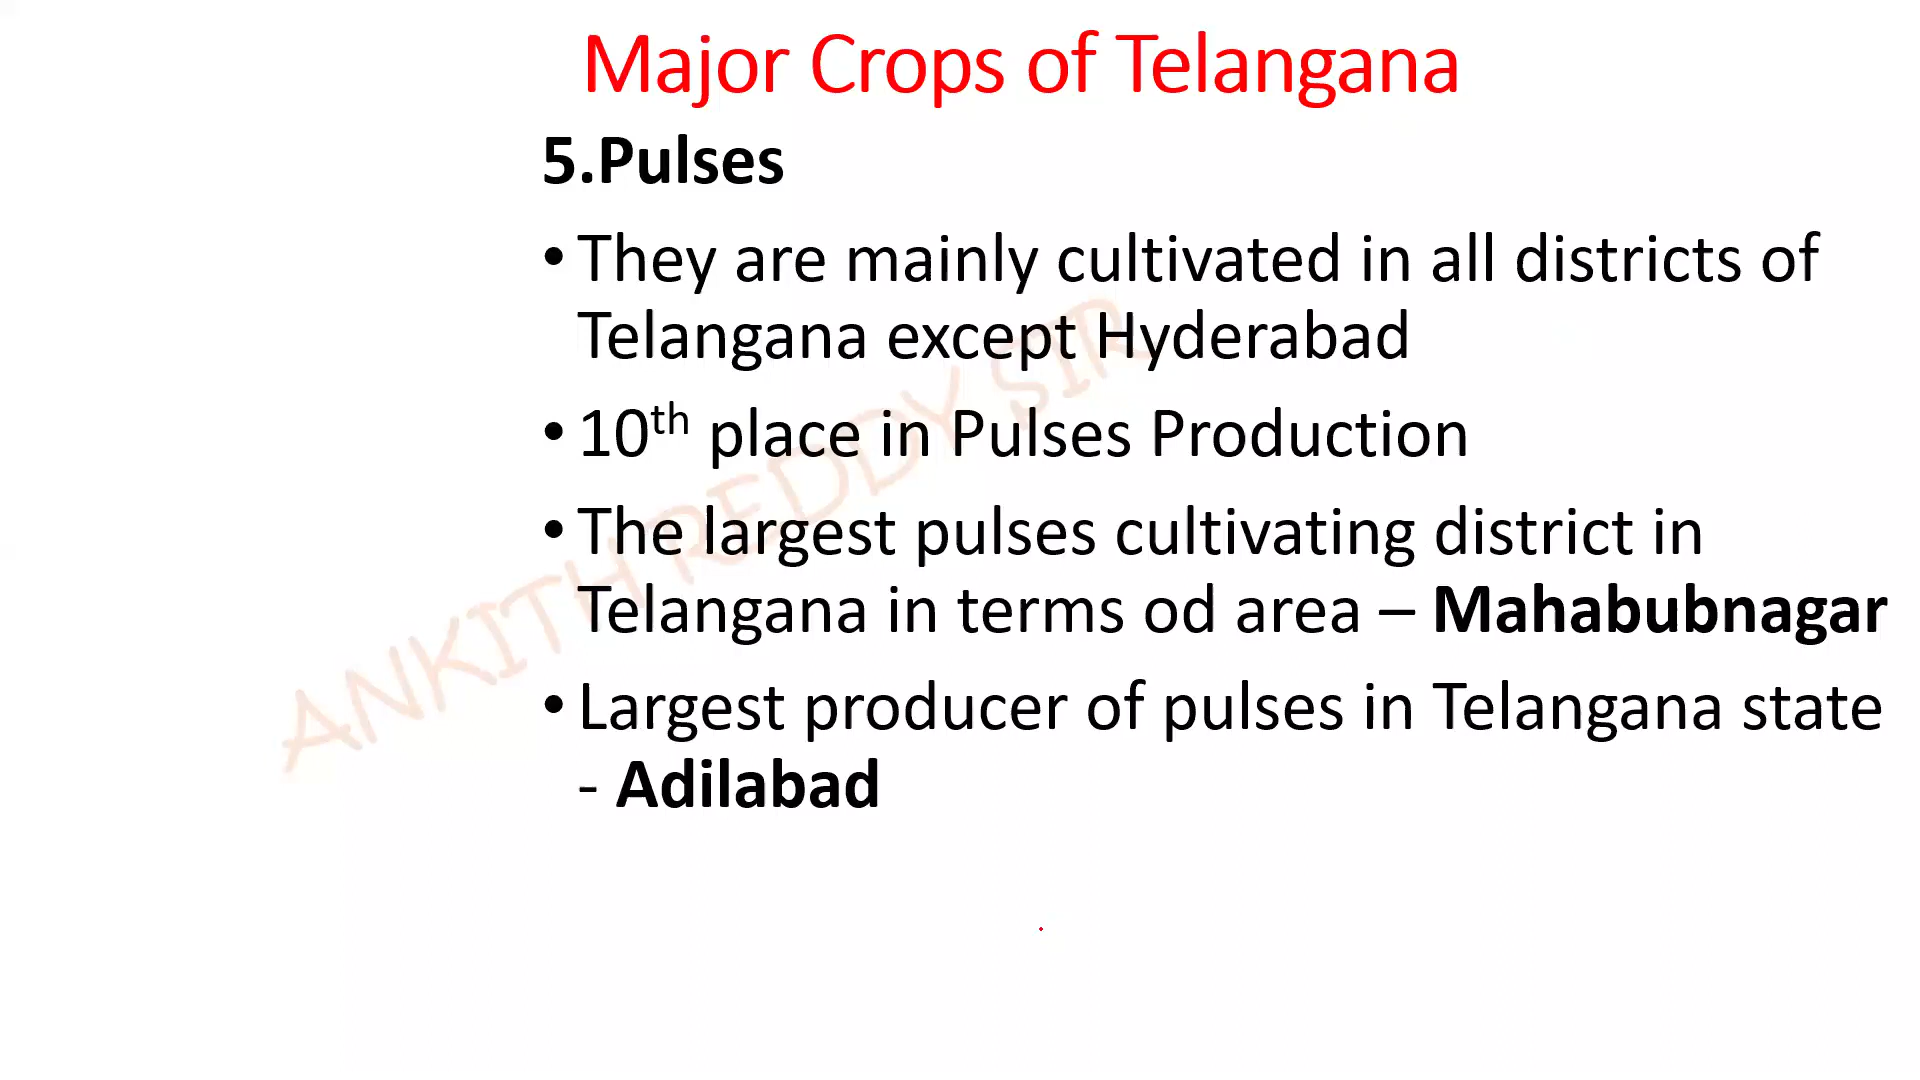 Major Crops of Telangana
5.Pulses
• They are mainly cultivated in all districts of
Telangana except Hyderabad
• 10th place in Pulses Production
• The largest pulses cultivating district in
Telangana in terms od area – Mahabubnagar
• Largest producer of pulses in Telangana state
- Adilabad
ANKITH REDDY SIR